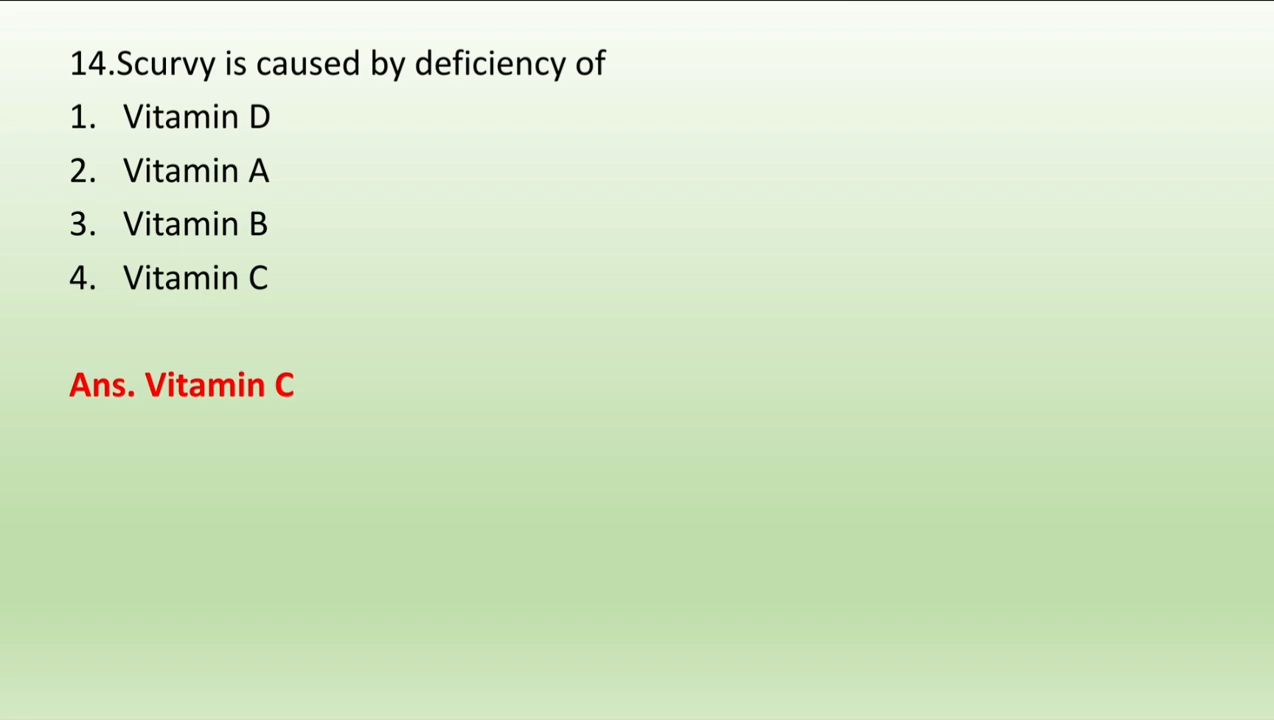 14.Scurvy is caused by deficiency of
1. Vitamin D
2. Vitamin A
3. Vitamin B
4. Vitamin C
Ans. Vitamin C